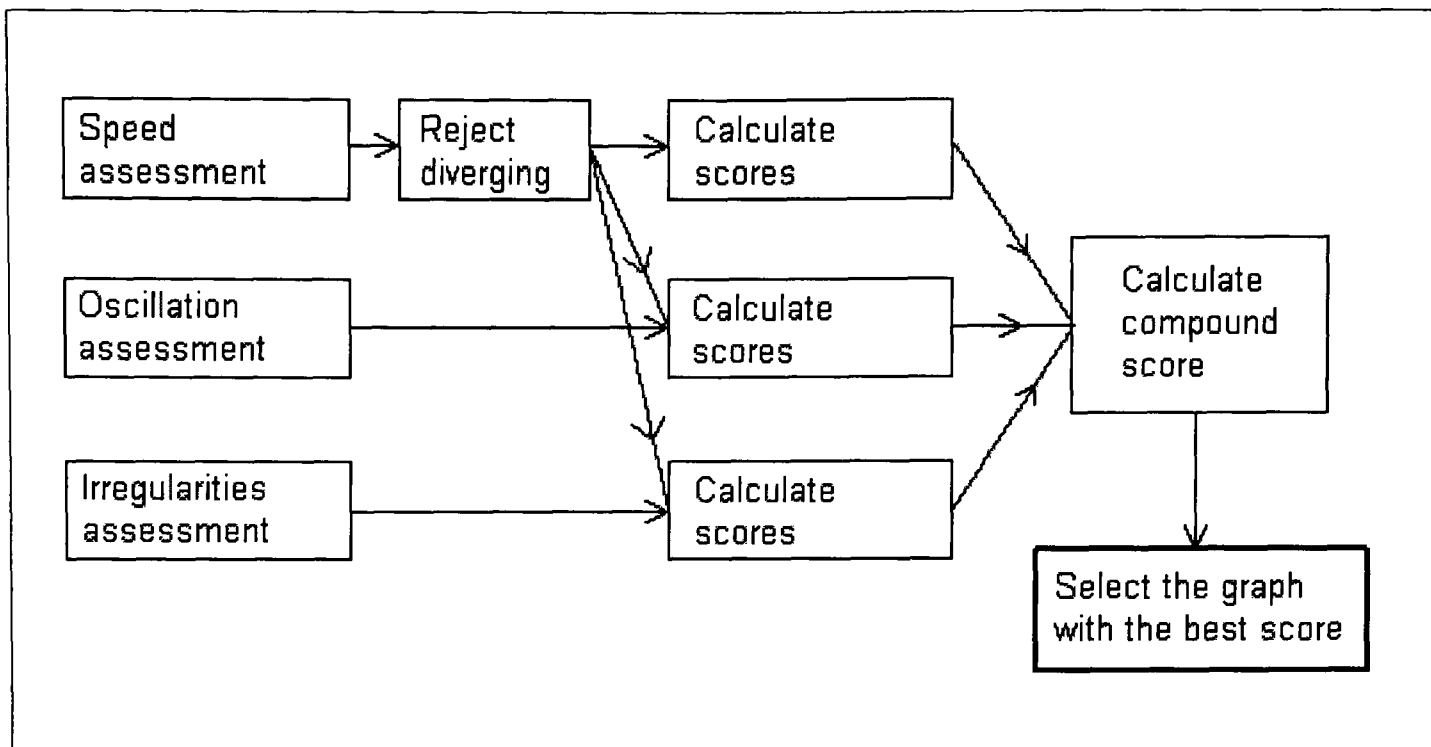 Speed
assessment
Reject
diverging
Calculate
scores
Oscillation
assessment
Calculate
scores
Calculate
compound
score
Irregularities
assessment
Calculate
scores
Select the graph
with the best score